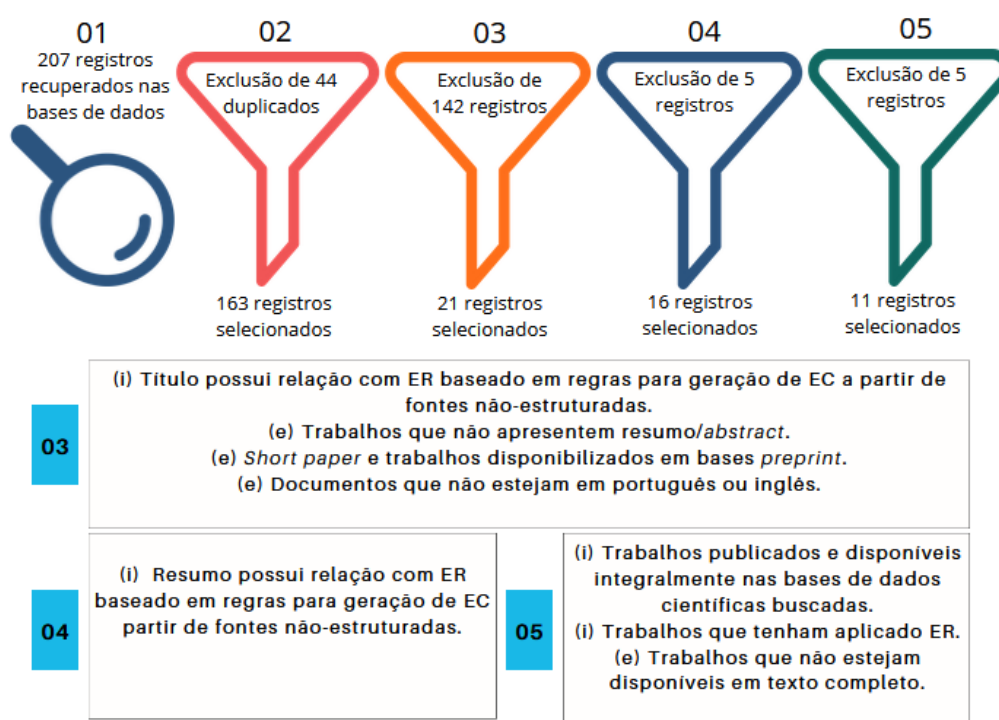 01
207 registros
recuperados nas
bases de dados
02
Exclusão de 44
duplicados
163 registros
selecionados
03
Exclusão de
142 registros
21 registros
selecionados
04
Exclusão de 5
registros
16 registros
selecionados
05
Exclusão de 5
registros
11 registros
selecionados
03
(i) Título possui relação com ER baseado em regras para geração de EC a partir de
fontes não-estruturadas.
(e) Trabalhos que não apresentem resumo/abstract.
(e) Short paper e trabalhos disponibilizados em bases preprint.
(e) Documentos que não estejam em português ou inglês.
04
(i) Resumo possui relação com ER
baseado em regras para geração de EC
partir de fontes não-estruturadas.
05
(i) Trabalhos publicados e disponíveis
integralmente nas bases de dados
científicas buscadas.
(i) Trabalhos que tenham aplicado ER.
(e) Trabalhos que não estejam
disponíveis em texto completo.